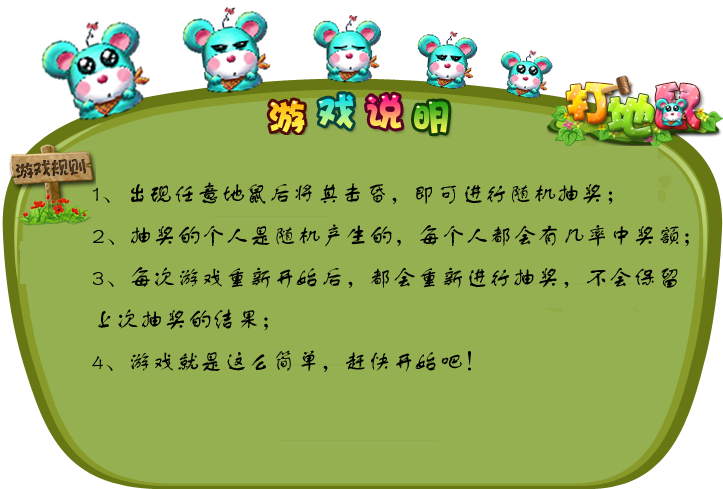 打地鼠
游戏说明
游戏规则
1、出现任意地鼠后将其击昏，即可进行随机抽奖；
2、抽奖的个人是随机产生的，每个人都会有几率中奖额；
3、每次游戏重新开始后，都会重新进行抽奖，不会保留
上次抽奖的结果；
4、游戏就是这么简单，赶快开始吧！